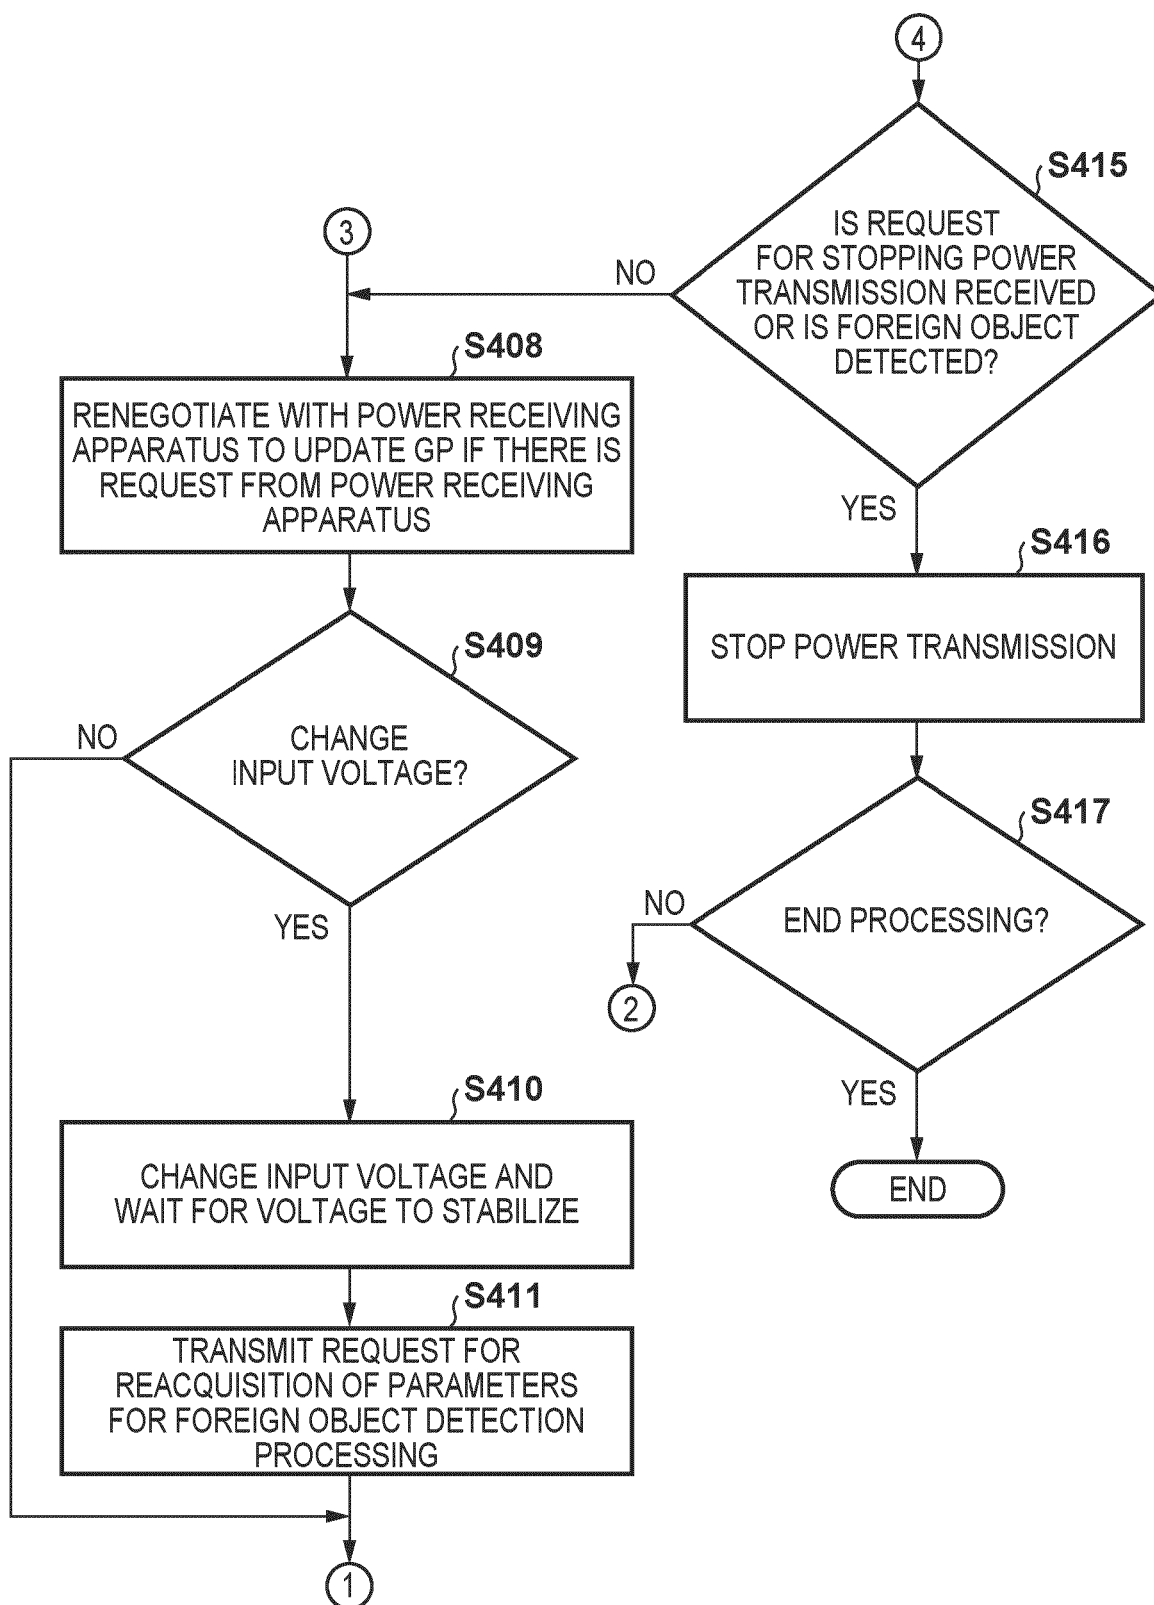 4
S415
IS REQUEST
FOR STOPPING POWER
TRANSMISSION RECEIVED
OR IS FOREIGN OBJECT
DETECTED?
NO
YES
3
S408
RENEGOTIATE WITH POWER RECEIVING
APPARATUS TO UPDATE GP IF THERE IS
REQUEST FROM POWER RECEIVING
APPARATUS
S409
CHANGE
INPUT VOLTAGE?
NO
YES
S410
CHANGE INPUT VOLTAGE AND
WAIT FOR VOLTAGE TO STABILIZE
S411
TRANSMIT REQUEST FOR
REACQUISITION OF PARAMETERS
FOR FOREIGN OBJECT DETECTION
PROCESSING
1
S416
STOP POWER TRANSMISSION
S417
END PROCESSING?
NO
2
YES
END